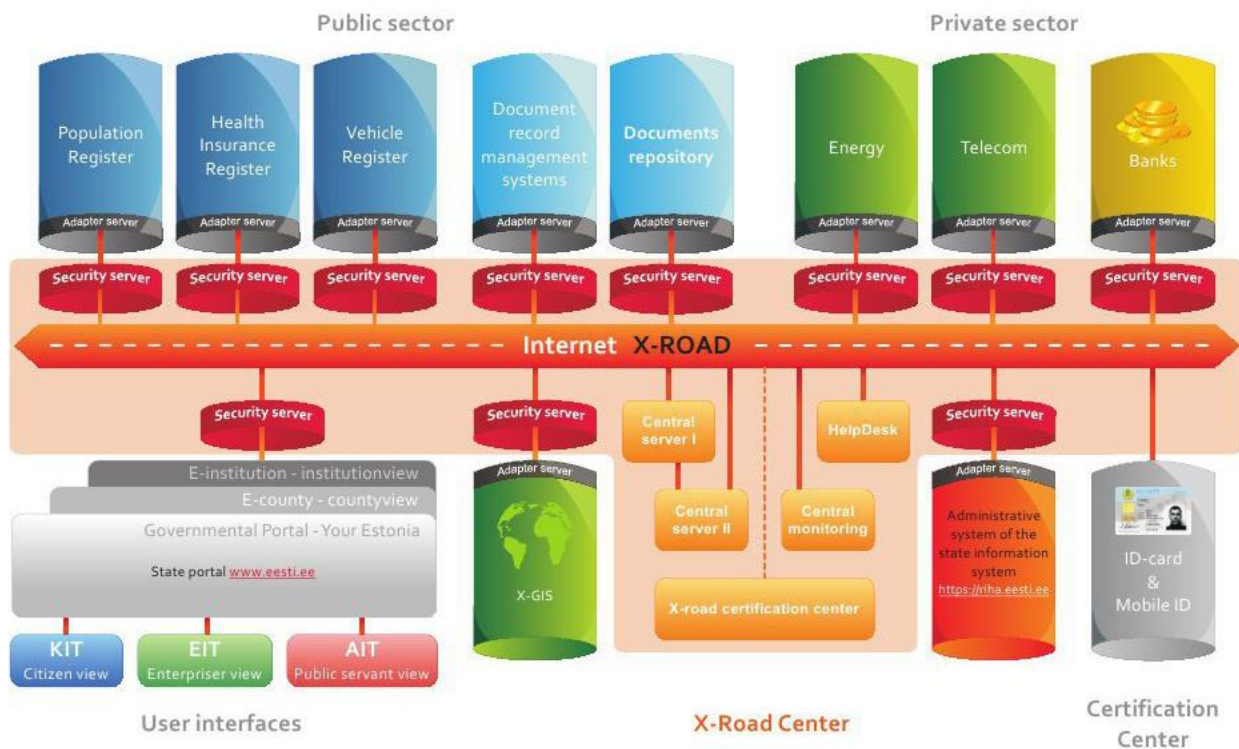 Public sector
Private sector
Population
Register
Health
Insurance
Register
Vehicle
Register
Document
record
management
systems
Documents
repository
Energy
Telecom
Banks
Adapter server
Adapter server
Adapter server
Adapter server
Adapter server
Adapter server
Adapter server
Adapter server
Security server
Security server
Security server
Security server
Security server
Security server
Security server
Security server
Internet X-ROAD
Security server
Security server
Central
server I
HelpDesk
Security server
E-institution - institutionview
E-county - countyview
Governmental Portal - Your Estonia
State portal www.eesti.ee
Adapter server
X-GIS
Central
server II
Central
monitoring
X-road certification center
Adapter server
Administrative
system of the
state information
system
https://riha.eesti.ee
ID-card
&
Mobile ID
KIT
Citizen view
EIT
Enterpriser view
AIT
Public servant view
User interfaces
X-Road Center
Certification
Center